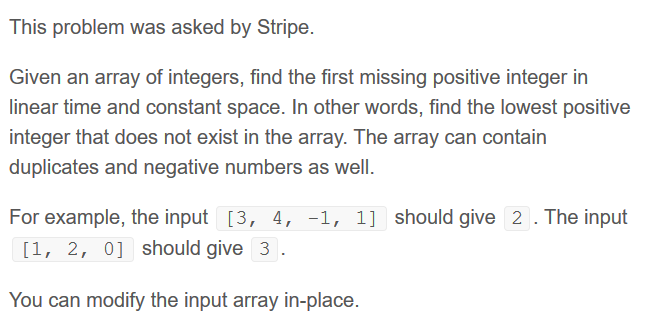 This problem was asked by Stripe.
Given an array of integers, find the first missing positive integer in
linear time and constant space. In other words, find the lowest positive
integer that does not exist in the array. The array can contain
duplicates and negative numbers as well.
For example, the input [3, 4, -1, 1] should give 2. The input
[1, 2, 0] should give 3.
You can modify the input array in-place.